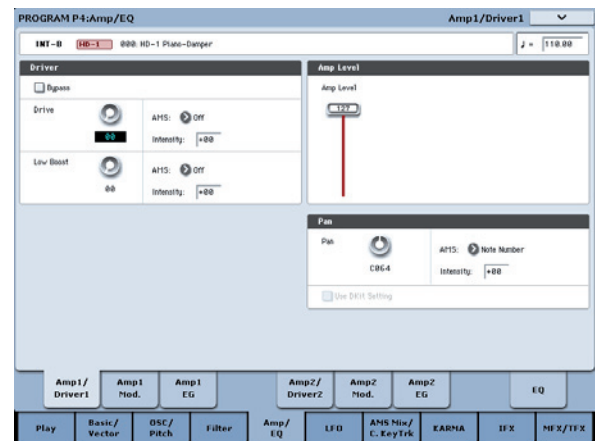 PROGRAM P4:Amp/EQ
Amp1/Driver1
INT-B HD-1 000: HD-1 Piano-Damper
♩ = 110.00
Driver
Bypass
Drive
00
AMS: Off
Intensity: +00
Low Boost
00
AMS: Off
Intensity: +00
Amp Level
Amp Level
127
Pan
Pan
C064
AMS: Note Number
Intensity: +00
Use DKit Setting
Amp1/
Driver1
Amp1
Mod.
Amp1
EG
Amp2/
Driver2
Amp2
Mod.
Amp2
EG
EQ
Play
Basic/
Vector
OSC/
Pitch
Filter
Amp/
EQ
LFO
AMS Mix/
C. KeyTrk
KARMA
IFX
MFX/TFX